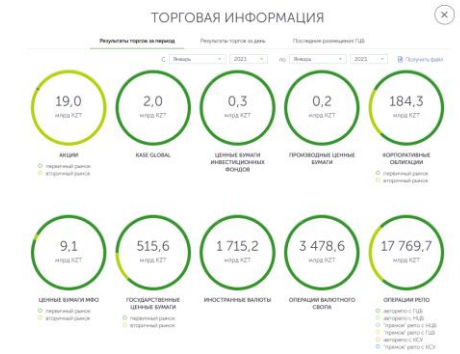 ТОРГОВАЯ ИНФОРМАЦИЯ
Результаты торгов за период Результаты торгов за день Последние размещения ГЦБ
С Январь 2023 по Январь 2023 Получить файл
19,0 2,0 0,3 0,2 184,3
млрд KZT млрд KZT млрд KZT млрд KZT млрд KZT
АКЦИИ KASE GLOBAL ЦЕННЫЕ БУМАГИ ПРОИЗВОДНЫЕ ЦЕННЫЕ КОРПОРАТИВНЫЕ
ИНВЕСТИЦИОННЫХ БУМАГИ ОБЛИГАЦИИ
ФОНДОВ
первичный рынок первичный рынок
вторичный рынок вторичный рынок
9,1 515,6 1 715,2 3 478,6 17 769,7
млрд KZT млрд KZT млрд KZT млрд KZT млрд KZT
ЦЕННЫЕ БУМАГИ МФО ГОСУДАРСТВЕННЫЕ ИНОСТРАННЫЕ ВАЛЮТЫ ОПЕРАЦИИ ВАЛЮТНОГО ОПЕРАЦИИ РЕПО
ЦЕННЫЕ БУМАГИ СВОПА
первичный рынок первичный рынок авторепо с ГЦБ
вторичный рынок вторичный рынок авторепо с НЦБ
"прямое" репо с НЦБ
"прямое" репо с ГЦБ
авторепо с КСУ
"прямое" репо с КСУ